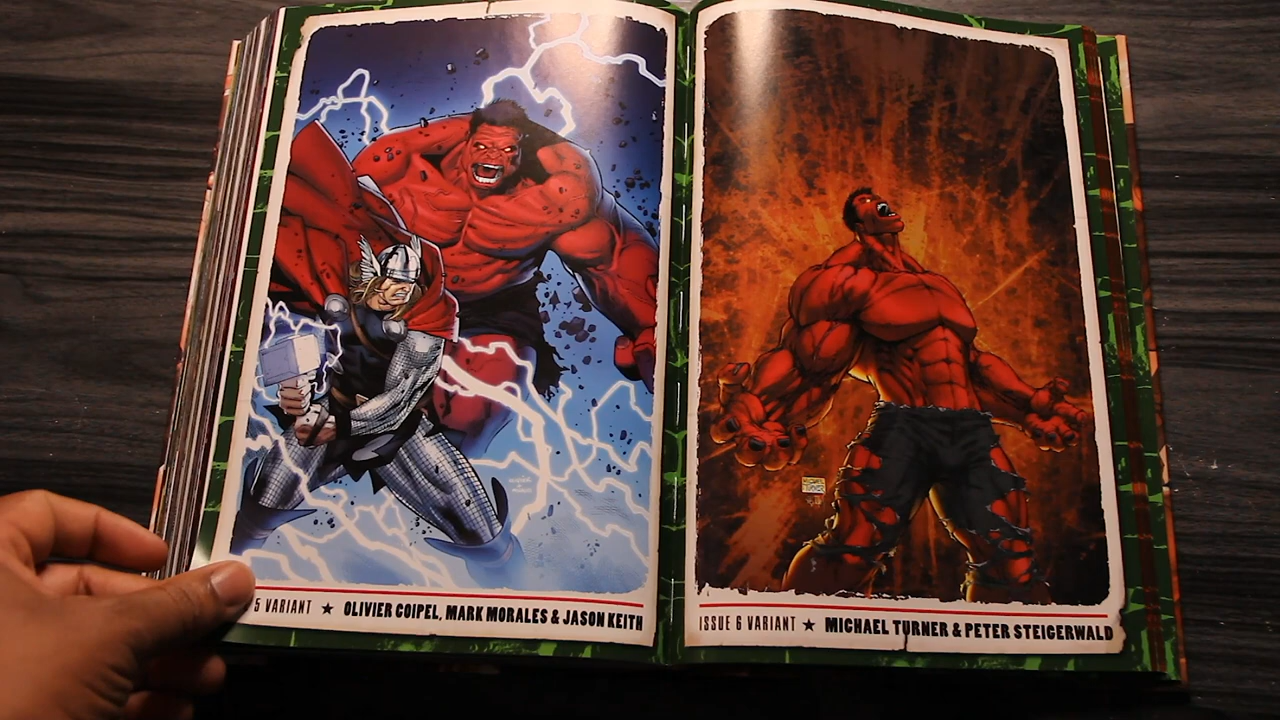 5 VARIANT ★ OLIVIER COIPEL, MARK MORALES & JASON KEITH
ISSUE 6 VARIANT ★ MICHAEL TURNER & PETER STEIGERWALD